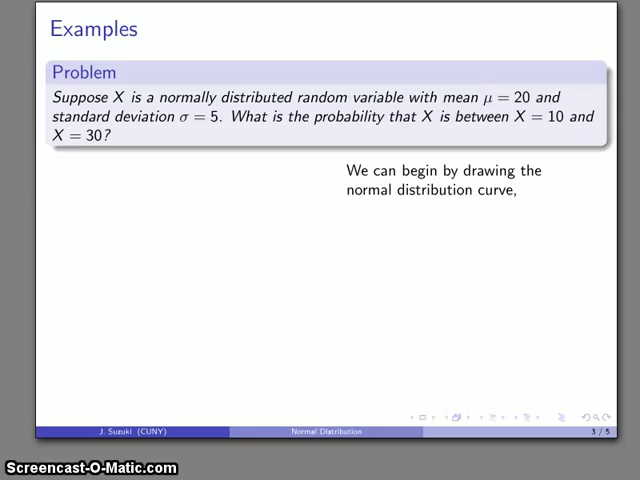 Examples
Problem
Suppose X is a normally distributed random variable with mean μ = 20 and
standard deviation σ = 5. What is the probability that X is between X = 10 and
X = 30?
We can begin by drawing the
normal distribution curve,
J. Suzuki (CUNY)
Normal Distribution
3 / 5
Screencast-O-Matic.com